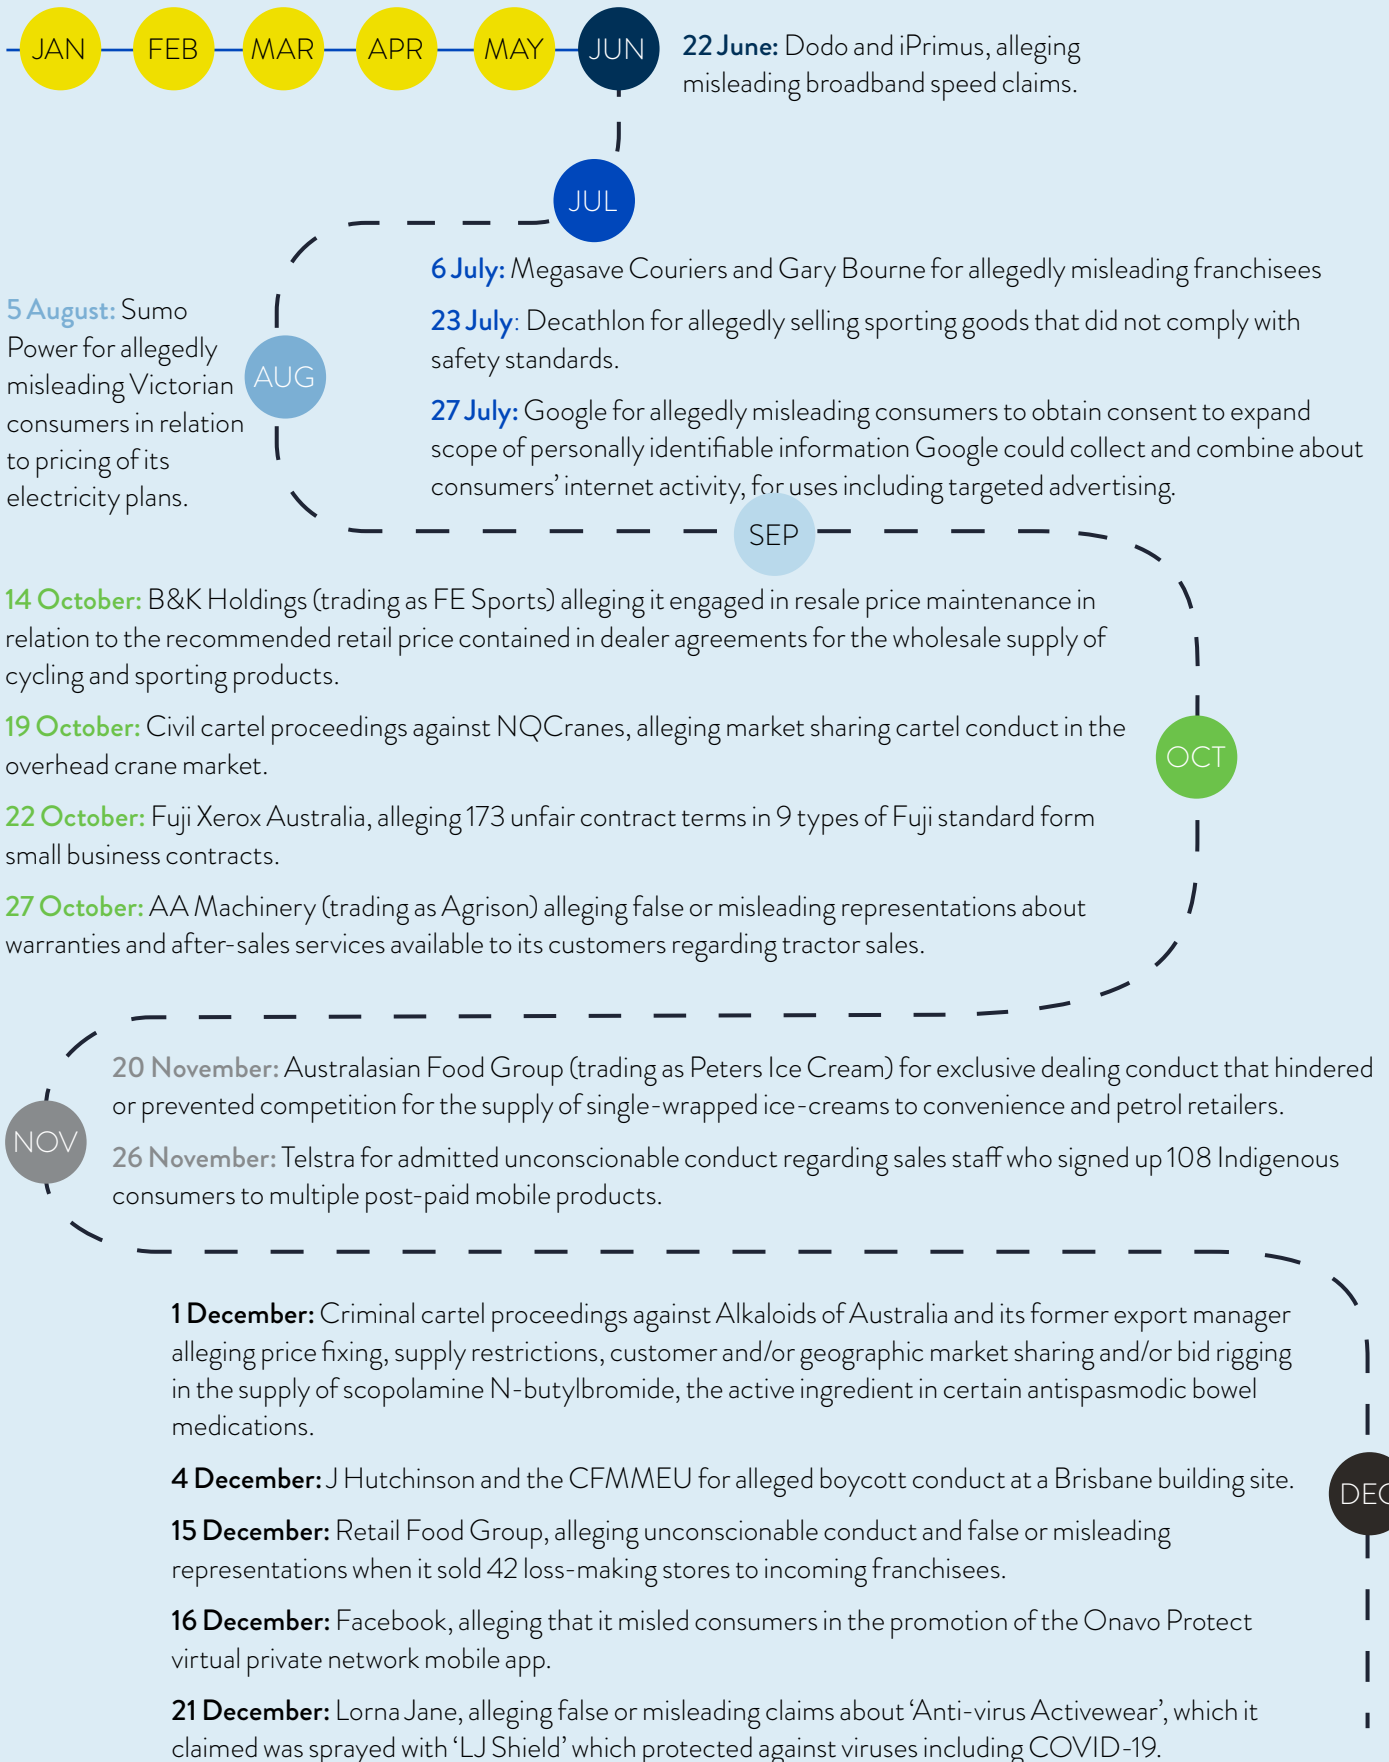 JAN FEB MAR APR MAY JUN
22 June: Dodo and iPrimus, alleging
misleading broadband speed claims.
JUL
6 July: Megasave Couriers and Gary Bourne for allegedly misleading franchisees
23 July: Decathlon for allegedly selling sporting goods that did not comply with
safety standards.
27 July: Google for allegedly misleading consumers to obtain consent to expand
scope of personally identifiable information Google could collect and combine about
consumers’ internet activity, for uses including targeted advertising.
AUG
5 August: Sumo
Power for allegedly
misleading Victorian
consumers in relation
to pricing of its
electricity plans.
SEP
14 October: B&K Holdings (trading as FE Sports) alleging it engaged in resale price maintenance in
relation to the recommended retail price contained in dealer agreements for the wholesale supply of
cycling and sporting products.
19 October: Civil cartel proceedings against NQCranes, alleging market sharing cartel conduct in the
overhead crane market.
OCT
22 October: Fuji Xerox Australia, alleging 173 unfair contract terms in 9 types of Fuji standard form
small business contracts.
27 October: AA Machinery (trading as Agrison) alleging false or misleading representations about
warranties and after-sales services available to its customers regarding tractor sales.
20 November: Australasian Food Group (trading as Peters Ice Cream) for exclusive dealing conduct that hindered
or prevented competition for the supply of single-wrapped ice-creams to convenience and petrol retailers.
NOV
26 November: Telstra for admitted unconscionable conduct regarding sales staff who signed up 108 Indigenous
consumers to multiple post-paid mobile products.
1 December: Criminal cartel proceedings against Alkaloids of Australia and its former export manager
alleging price fixing, supply restrictions, customer and/or geographic market sharing and/or bid rigging
in the supply of scopolamine N-butylbromide, the active ingredient in certain antispasmodic bowel
medications.
4 December: J Hutchinson and the CFMMEU for alleged boycott conduct at a Brisbane building site.
DEC
15 December: Retail Food Group, alleging unconscionable conduct and false or misleading
representations when it sold 42 loss-making stores to incoming franchisees.
16 December: Facebook, alleging that it misled consumers in the promotion of the Onavo Protect
virtual private network mobile app.
21 December: Lorna Jane, alleging false or misleading claims about ‘Anti-virus Activewear’, which it
claimed was sprayed with ‘LJ Shield’ which protected against viruses including COVID-19.